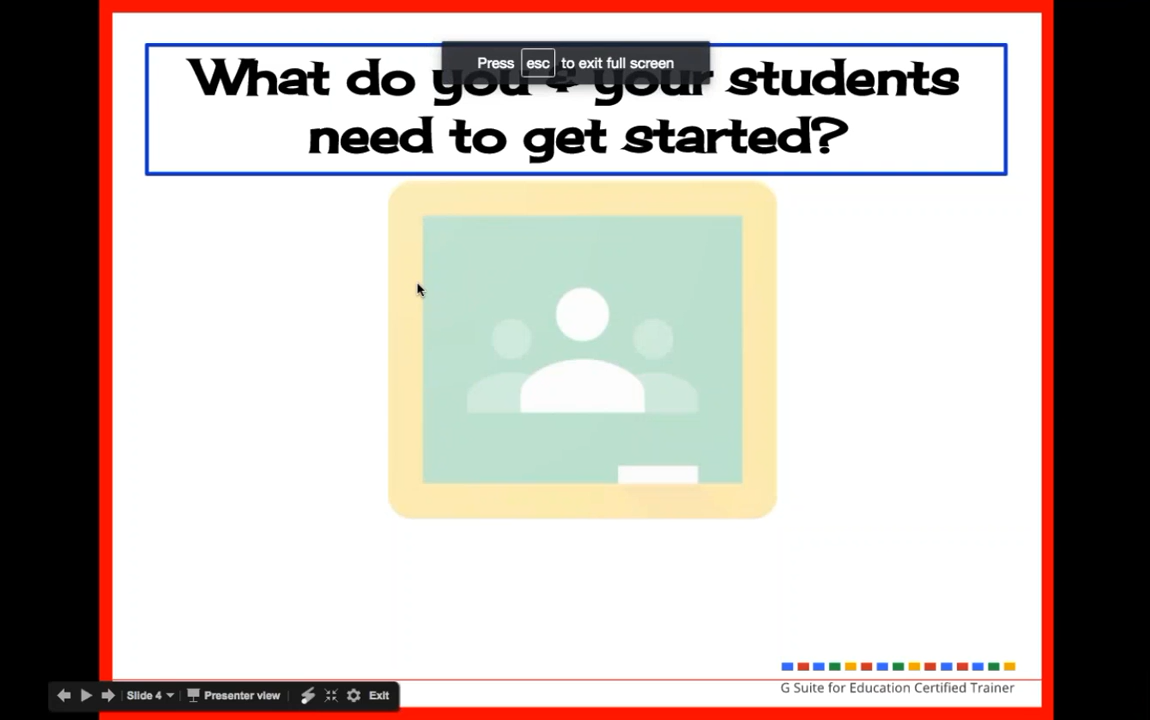 Press esc to exit full screen
What do you & your students
need to get started?
G Suite for Education Certified Trainer
Slide 4 Presenter view Exit